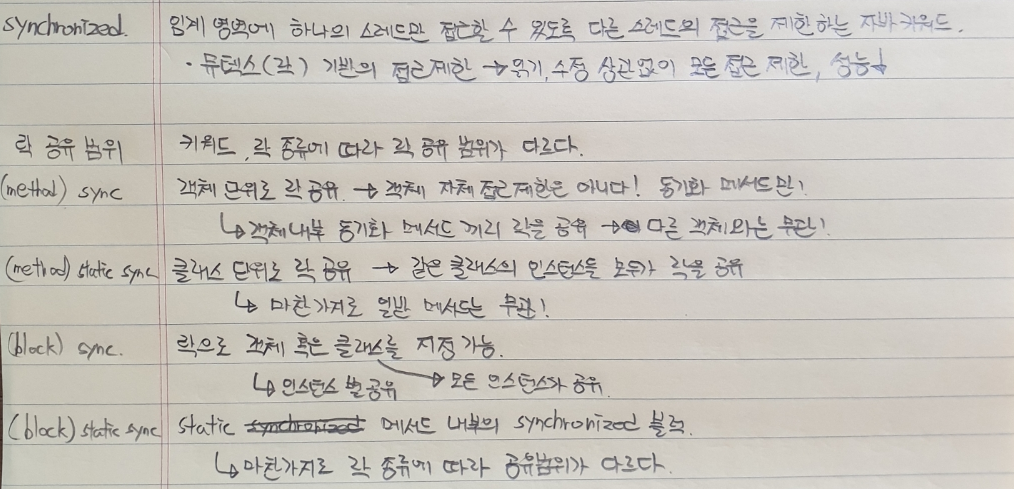 synchronized. 임계 영역에 하나의 스레드만 접근할 수 있도록 다른 스레드의 접근을 제한하는 자바 키워드.
· 뮤텍스(락) 기반의 접근제한 → 읽기, 수정 상관없이 모든 접근 제한, 성능↓
락 공유 범위 키워드, 락 종류에 따라 락 공유 범위가 다르다.
(method) sync 객체 단위로 락 공유 → 객체 자체 접근제한은 아니다! 동기화 메서드만!
↳ 객체 내부 동기화 메서드 끼리 락을 공유 → 다른 객체와는 무관!
(method) static sync 클래스 단위로 락 공유 → 같은 클래스의 인스턴스들 모두가 락을 공유
↳ 마찬가지로 일반 메서드는 무관!
(block) sync. 락으로 객체 혹은 클래스를 지정 가능.
↳ 인스턴스 별 공유 → 모든 인스턴스가 공유.
(block) static sync static synchronized 메서드 내부의 synchronized 블럭.
↳ 마찬가지로 락 종류에 따라 공유범위가 다르다.